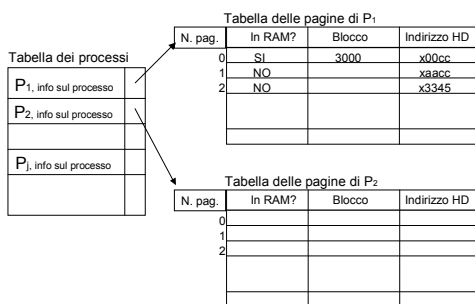 Tabella delle pagine di P1
N. pag. In RAM? Blocco Indirizzo HD
0 SI 3000 x00cc
1 NO xaacc
2 NO x3345
Tabella dei processi
P1, info sul processo
P2, info sul processo
Pj, info sul processo
Tabella delle pagine di P2
N. pag. In RAM? Blocco Indirizzo HD
0
1
2